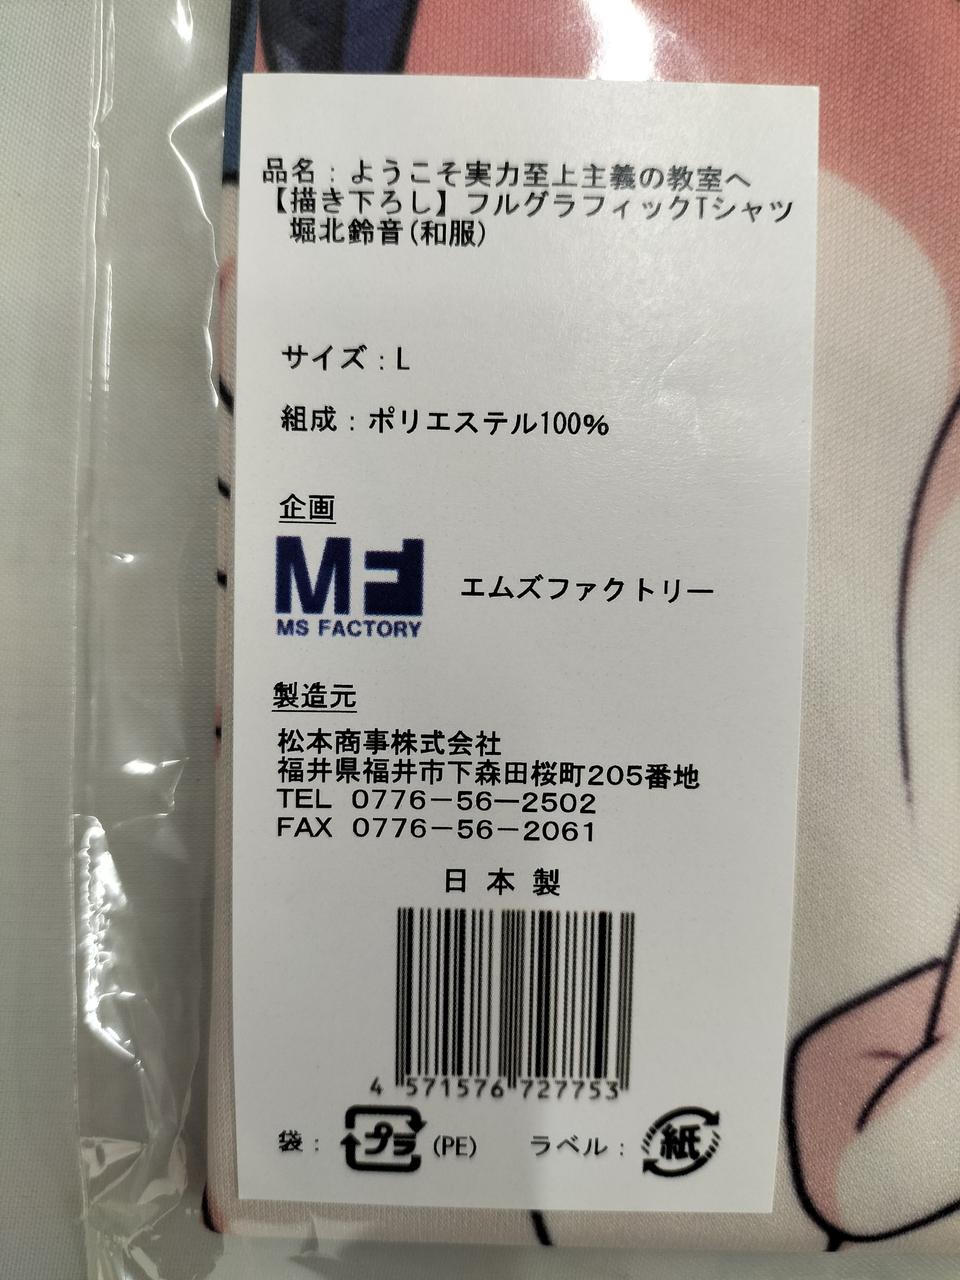 品名：ようこそ実力至上主義の教室へ
【描き下ろし】フルグラフィックTシャツ
堀北鈴音(和服)
サイズ：L
組成：ポリエステル100%
企画
MF
MS FACTORY
エムズファクトリー
製造元
松本商事株式会社
福井県福井市下森田桜町205番地
TEL 0776－56－2502
FAX 0776－56－2061
日本製
4 571576 727753
袋： プラ (PE) ラベル： 紙